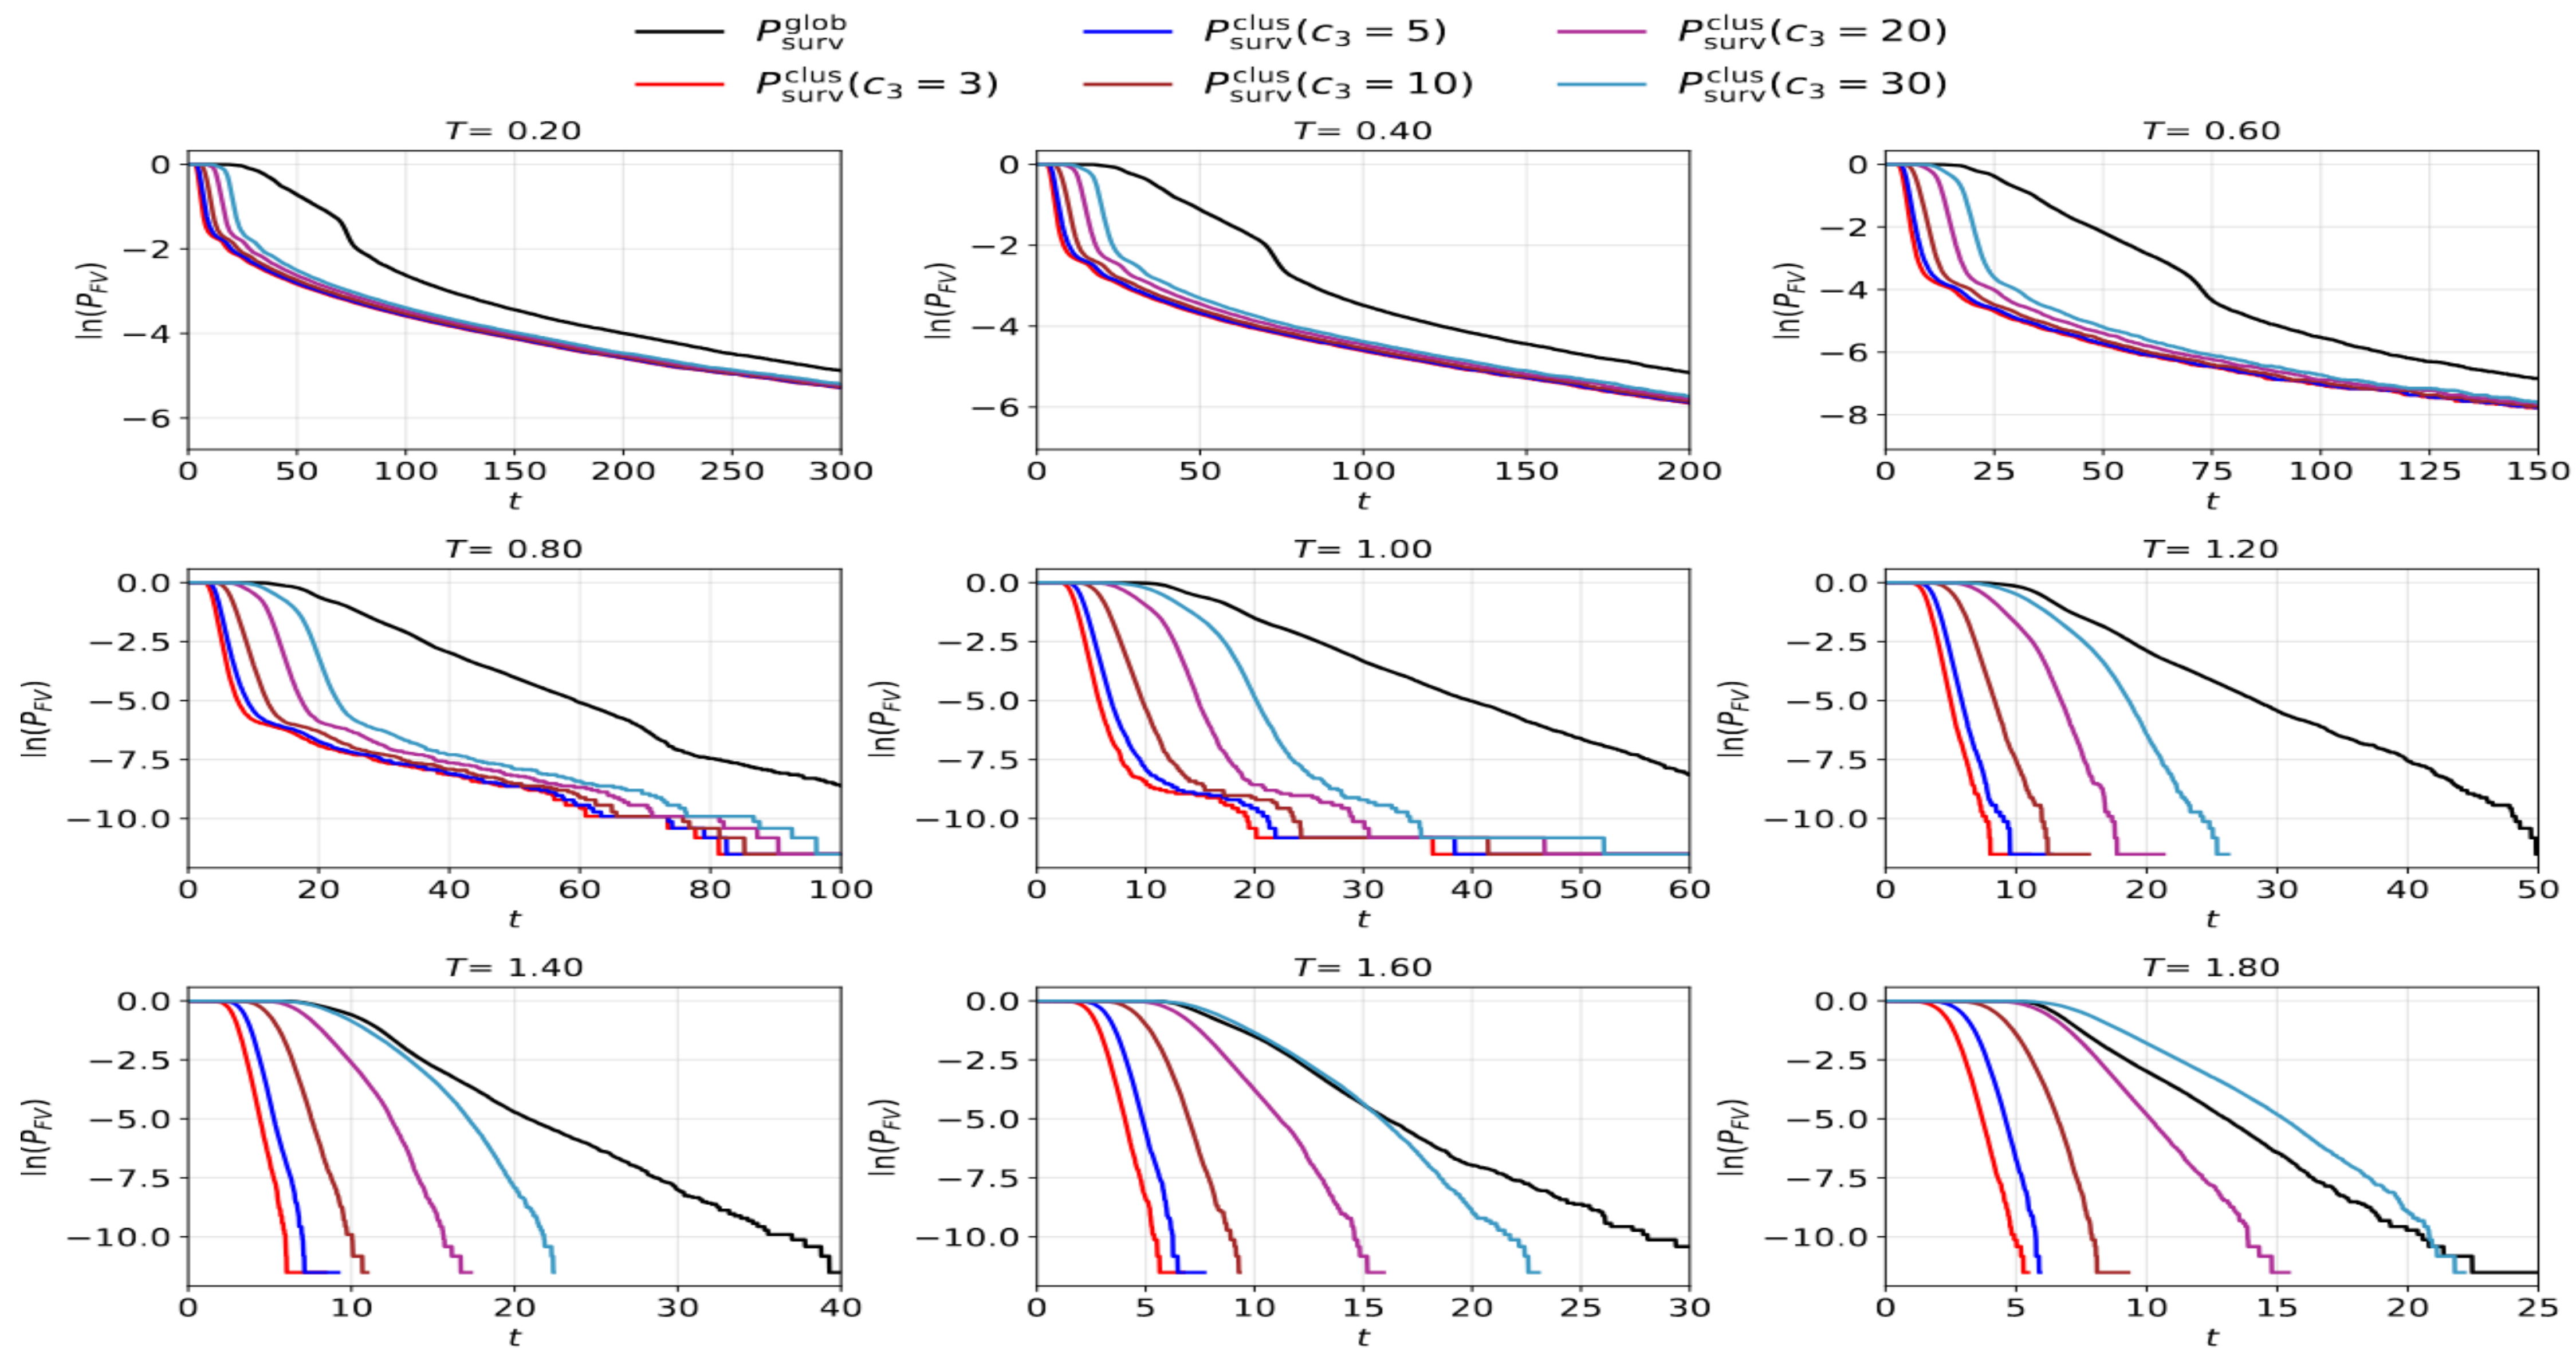 P_surv^glob P_surv^clus(c₃ = 5) P_surv^clus(c₃ = 20)
P_surv^clus(c₃ = 3) P_surv^clus(c₃ = 10) P_surv^clus(c₃ = 30)
T= 0.20
0
−2
−4
−6
ln(P_FV)
0 50 100 150 200 250 300
t
T= 0.40
0
−2
−4
−6
ln(P_FV)
0 50 100 150 200
t
T= 0.60
0
−2
−4
−6
−8
ln(P_FV)
0 25 50 75 100 125 150
t
T= 0.80
0.0
−2.5
−5.0
−7.5
−10.0
ln(P_FV)
0 20 40 60 80 100
t
T= 1.00
0.0
−2.5
−5.0
−7.5
−10.0
ln(P_FV)
0 10 20 30 40 50 60
t
T= 1.20
0.0
−2.5
−5.0
−7.5
−10.0
ln(P_FV)
0 10 20 30 40 50
t
T= 1.40
0.0
−2.5
−5.0
−7.5
−10.0
ln(P_FV)
0 10 20 30 40
t
T= 1.60
0.0
−2.5
−5.0
−7.5
−10.0
ln(P_FV)
0 5 10 15 20 25 30
t
T= 1.80
0.0
−2.5
−5.0
−7.5
−10.0
ln(P_FV)
0 5 10 15 20 25
t